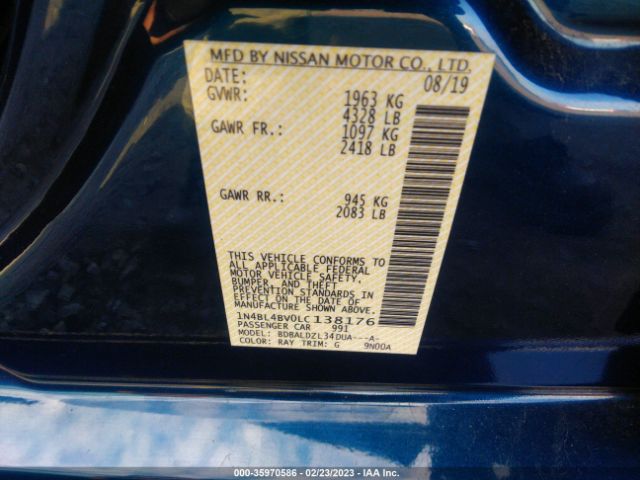 MFD BY NISSAN MOTOR CO., LTD.
DATE: 08/19
GVWR: 1963 KG
4328 LB
GAWR FR.: 1097 KG
2418 LB
GAWR RR.: 945 KG
2083 LB
THIS VEHICLE CONFORMS TO
ALL APPLICABLE FEDERAL
MOTOR VEHICLE SAFETY,
BUMPER, AND THEFT
PREVENTION STANDARDS IN
EFFECT ON THE DATE OF
MANUFACTURE SHOWN ABOVE.
1N4BL4BV0LC138176
PASSENGER CAR 991
MODEL: BDBALDZL34DUA---A-
COLOR: RAY TRIM: G 9N00A
000-35970586 - 02/23/2023 - IAA Inc.